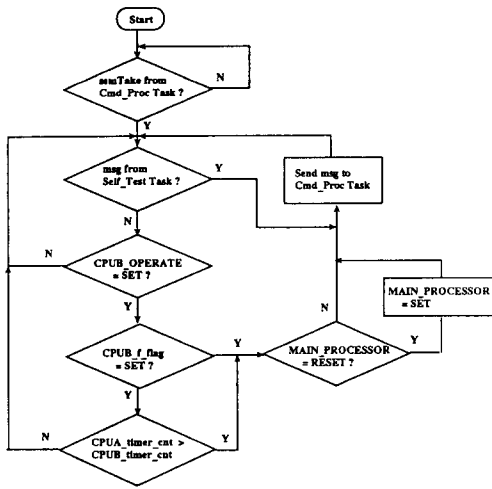 Start
semTake from
Cmd_Proc Task ?
N
Y
msg from
Self_Test Task ?
Y
Send msg to
Cmd_Proc Task
N
N
CPUB_OPERATE
= SET ?
MAIN_PROCESSOR
= SET
N
Y
CPUB_f_flag
= SET ?
Y
MAIN_PROCESSOR
= RESET ?
Y
Y
N
CPUA_timer_cnt >
CPUB_timer_cnt
Y